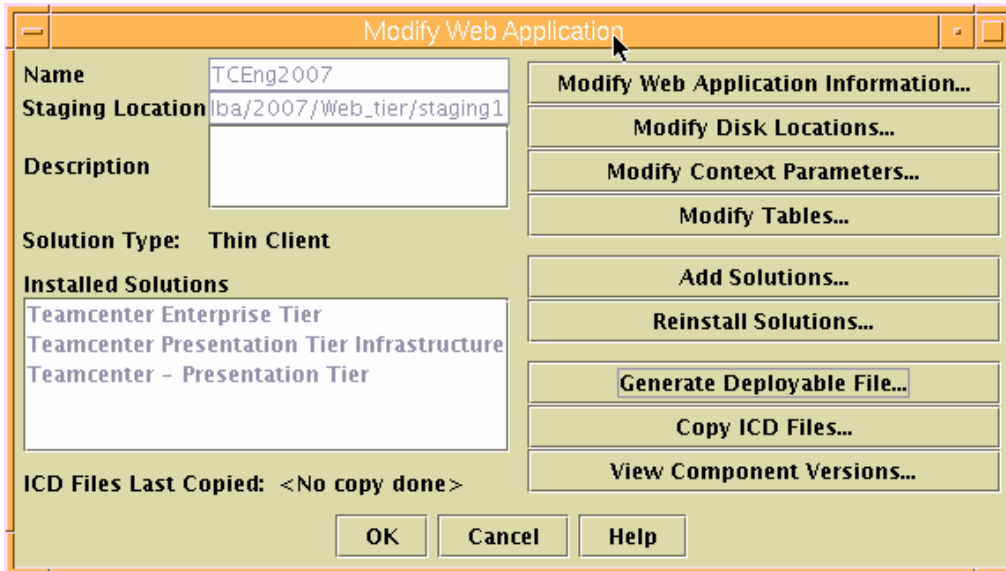 Modify Web Application
Name
TCEng2007
Staging Location
lba/2007/Web_tier/staging1
Description
Solution Type: Thin Client
Installed Solutions
Teamcenter Enterprise Tier
Teamcenter Presentation Tier Infrastructure
Teamcenter – Presentation Tier
ICD Files Last Copied: <No copy done>
Modify Web Application Information...
Modify Disk Locations...
Modify Context Parameters...
Modify Tables...
Add Solutions...
Reinstall Solutions...
Generate Deployable File...
Copy ICD Files...
View Component Versions...
OK
Cancel
Help